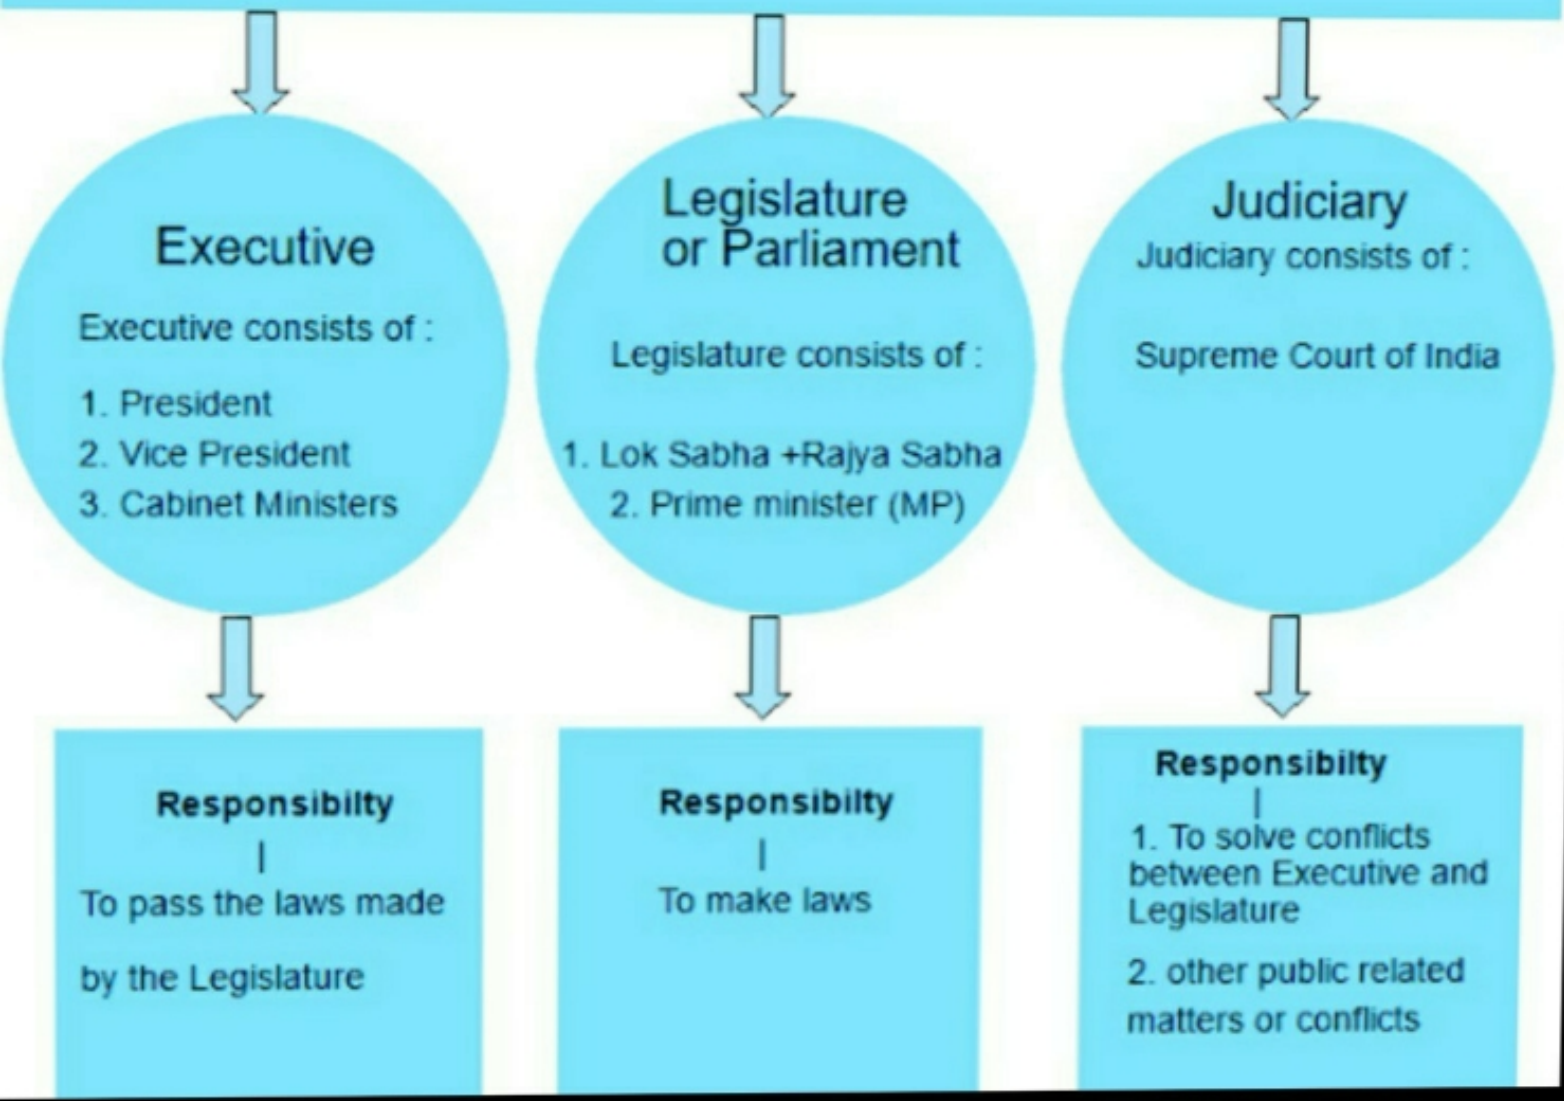 Executive
Executive consists of :
1. President
2. Vice President
3. Cabinet Ministers
Legislature
or Parliament
Legislature consists of :
1. Lok Sabha +Rajya Sabha
2. Prime minister (MP)
Judiciary
Judiciary consists of :
Supreme Court of India
Responsibilty
To pass the laws made
by the Legislature
Responsibilty
To make laws
Responsibilty
1. To solve conflicts
between Executive and
Legislature
2. other public related
matters or conflicts